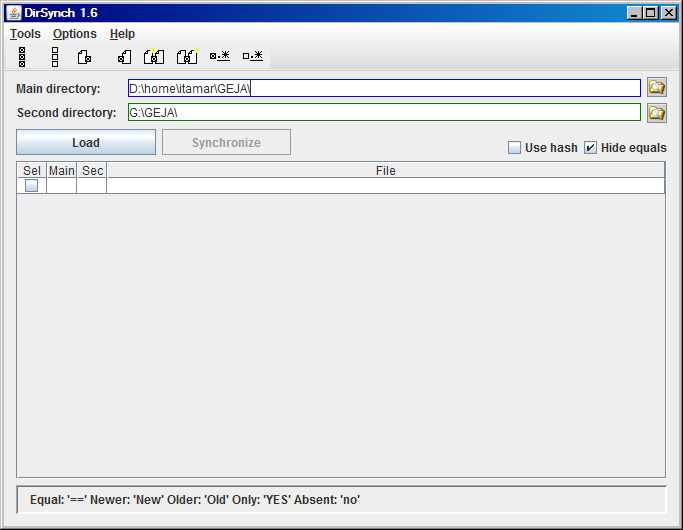 DirSynch 1.6
Tools Options Help
Main directory: D:\home\itamar\GEJA\
Second directory: G:\GEJA\
Load Synchronize Use hash Hide equals
Sel Main Sec File
Equal: '==' Newer: 'New' Older: 'Old' Only: 'YES' Absent: 'no'